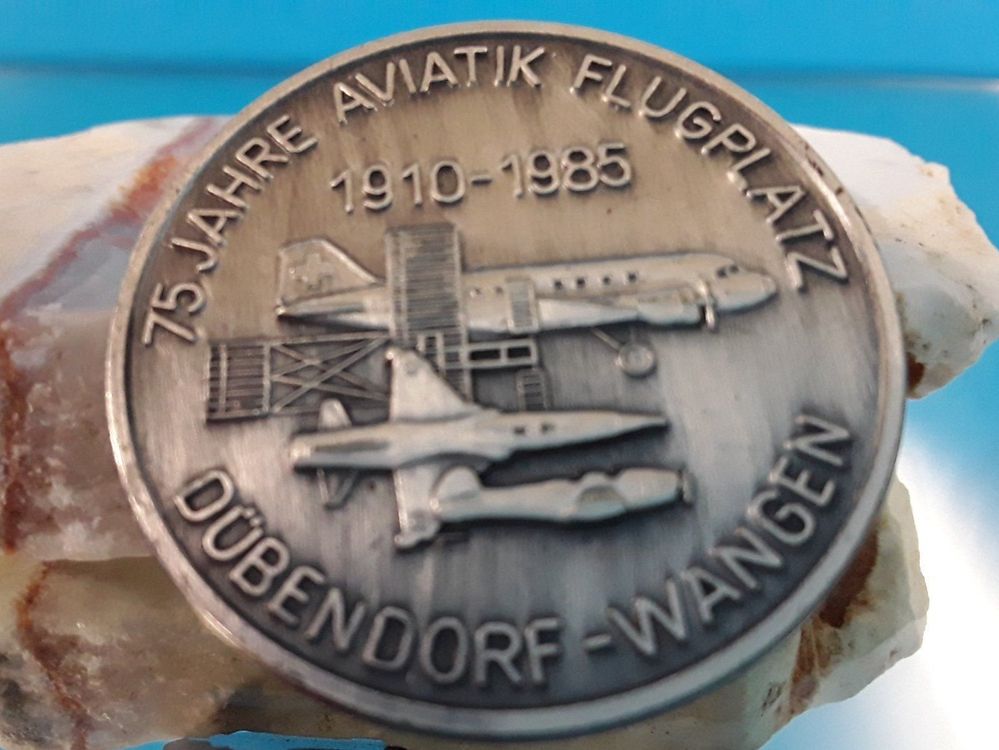 75 JAHRE AVIATIK FLUGPLATZ
1910-1985
DÜBENDORF-WANGEN